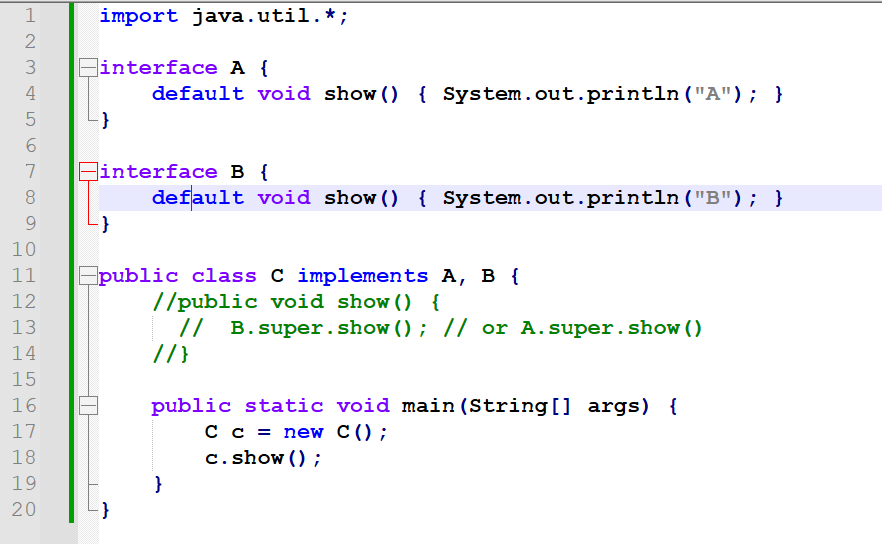 1 import java.util.*;
2
3 interface A {
4     default void show() { System.out.println("A"); }
5 }
6
7 interface B {
8     default void show() { System.out.println("B"); }
9 }
10
11 public class C implements A, B {
12     //public void show() {
13       //  B.super.show(); // or A.super.show()
14     //}
15
16     public static void main(String[] args) {
17         C c = new C();
18         c.show();
19     }
20 }